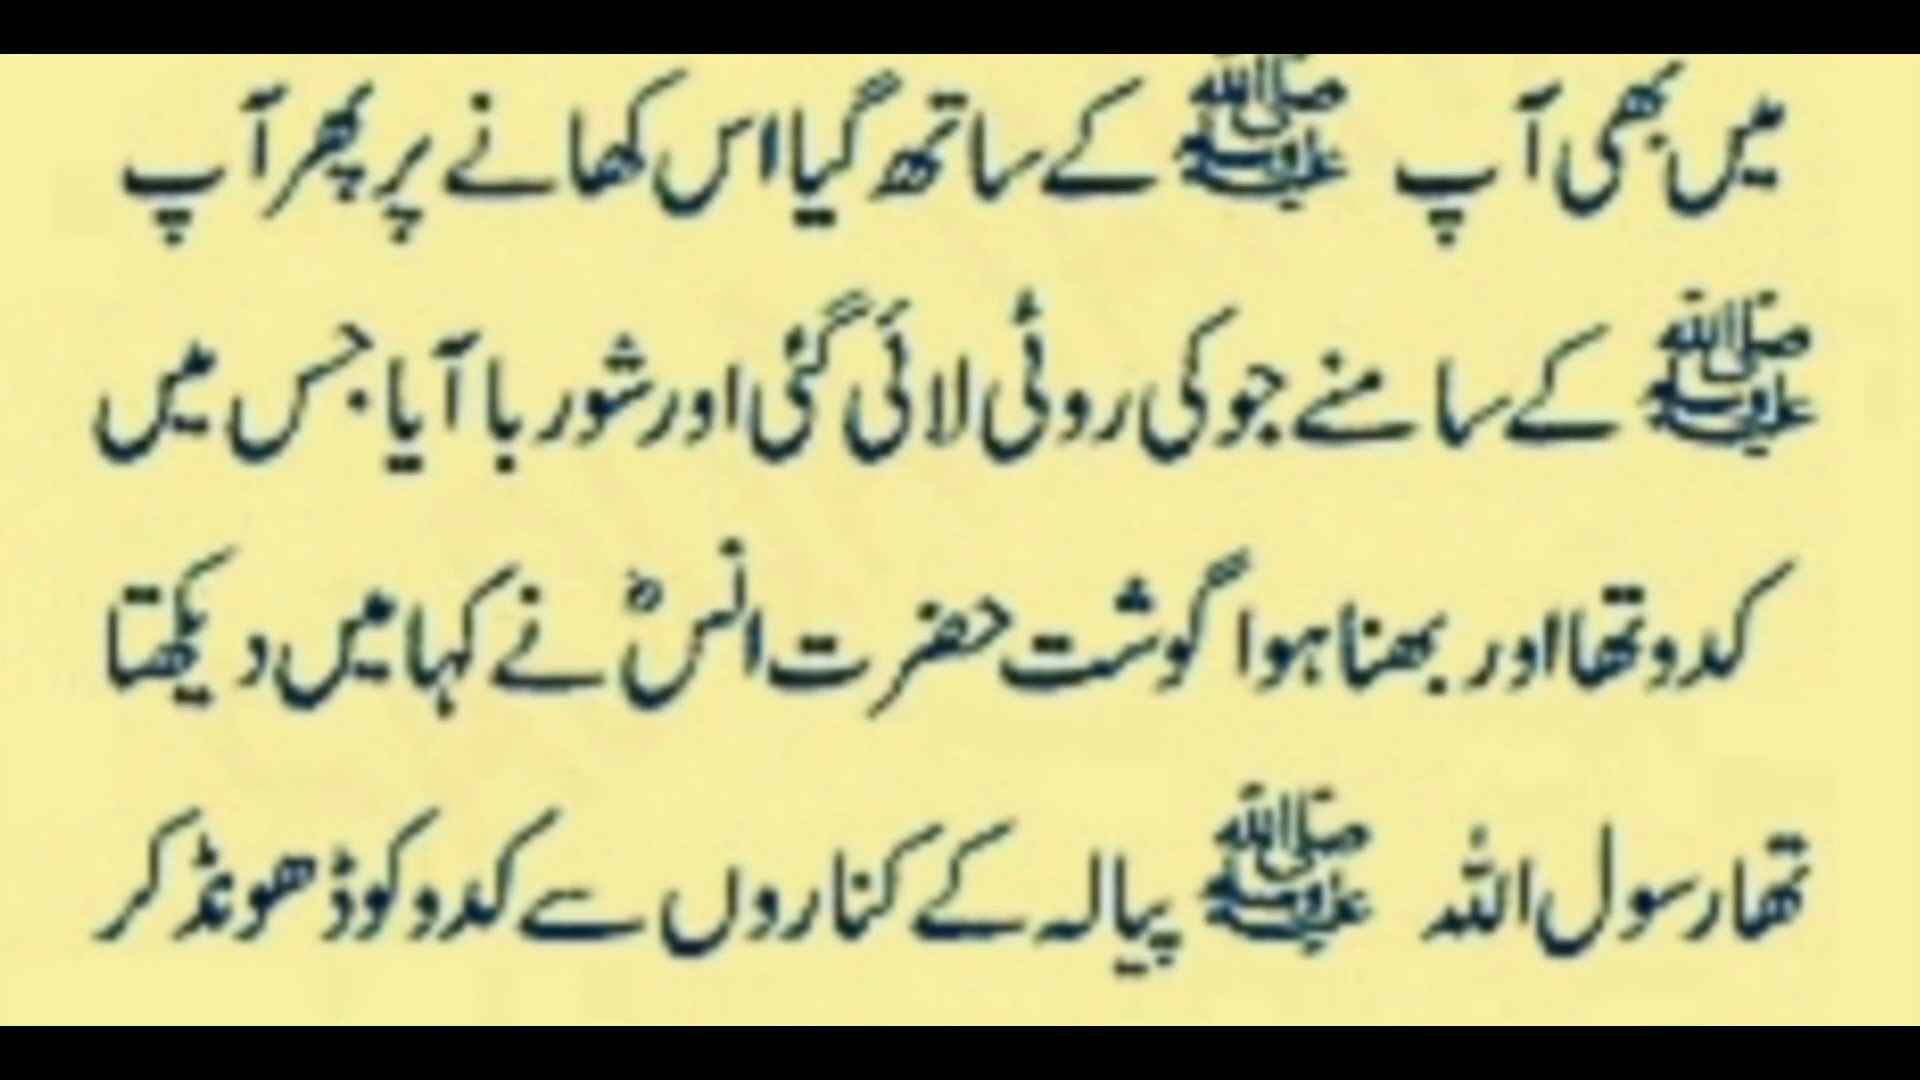 میں بھی آپ ﷺ کے ساتھ گیا اس کھانے پر پھر آپ
ﷺ کے سامنے جو کی روئی لائی گئی اور شوربا آیا جس میں
کدو تھا اور بھنا ہوا گوشت حضرت انسؓ نے کہا میں دیکھتا
تھا رسول اللہ ﷺ پیالہ کے کناروں سے کدو کو ڈھونڈ کر